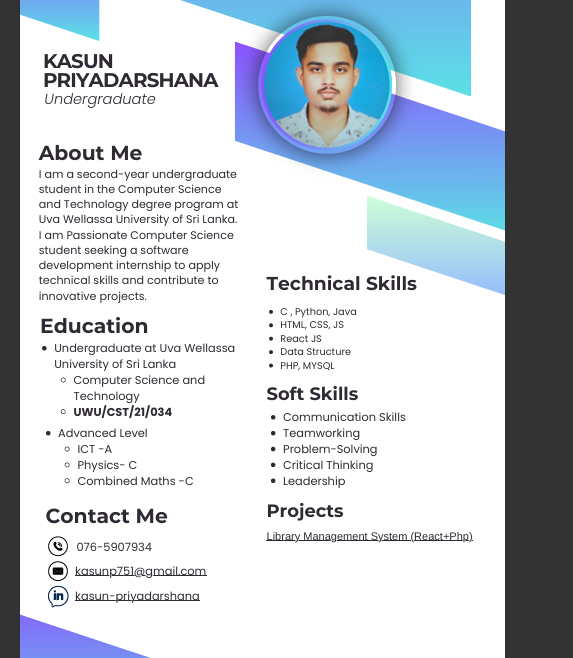 KASUN
PRIYADARSHANA
Undergraduate
About Me
I am a second-year undergraduate
student in the Computer Science
and Technology degree program at
Uva Wellassa University of Sri Lanka.
I am Passionate Computer Science
student seeking a software
development internship to apply
technical skills and contribute to
innovative projects.
Education
Undergraduate at Uva Wellassa
University of Sri Lanka
Computer Science and
Technology
UWU/CST/21/034
Advanced Level
ICT -A
Physics- C
Combined Maths -C
Contact Me
076-5907934
kasunp751@gmail.com
in
kasun-priyadarshana
Technical Skills
C , Python, Java
HTML, CSS, JS
React JS
Data Structure
PHP, MYSQL
Soft Skills
Communication Skills
Teamworking
Problem-Solving
Critical Thinking
Leadership
Projects
Library Management System (React+Php)